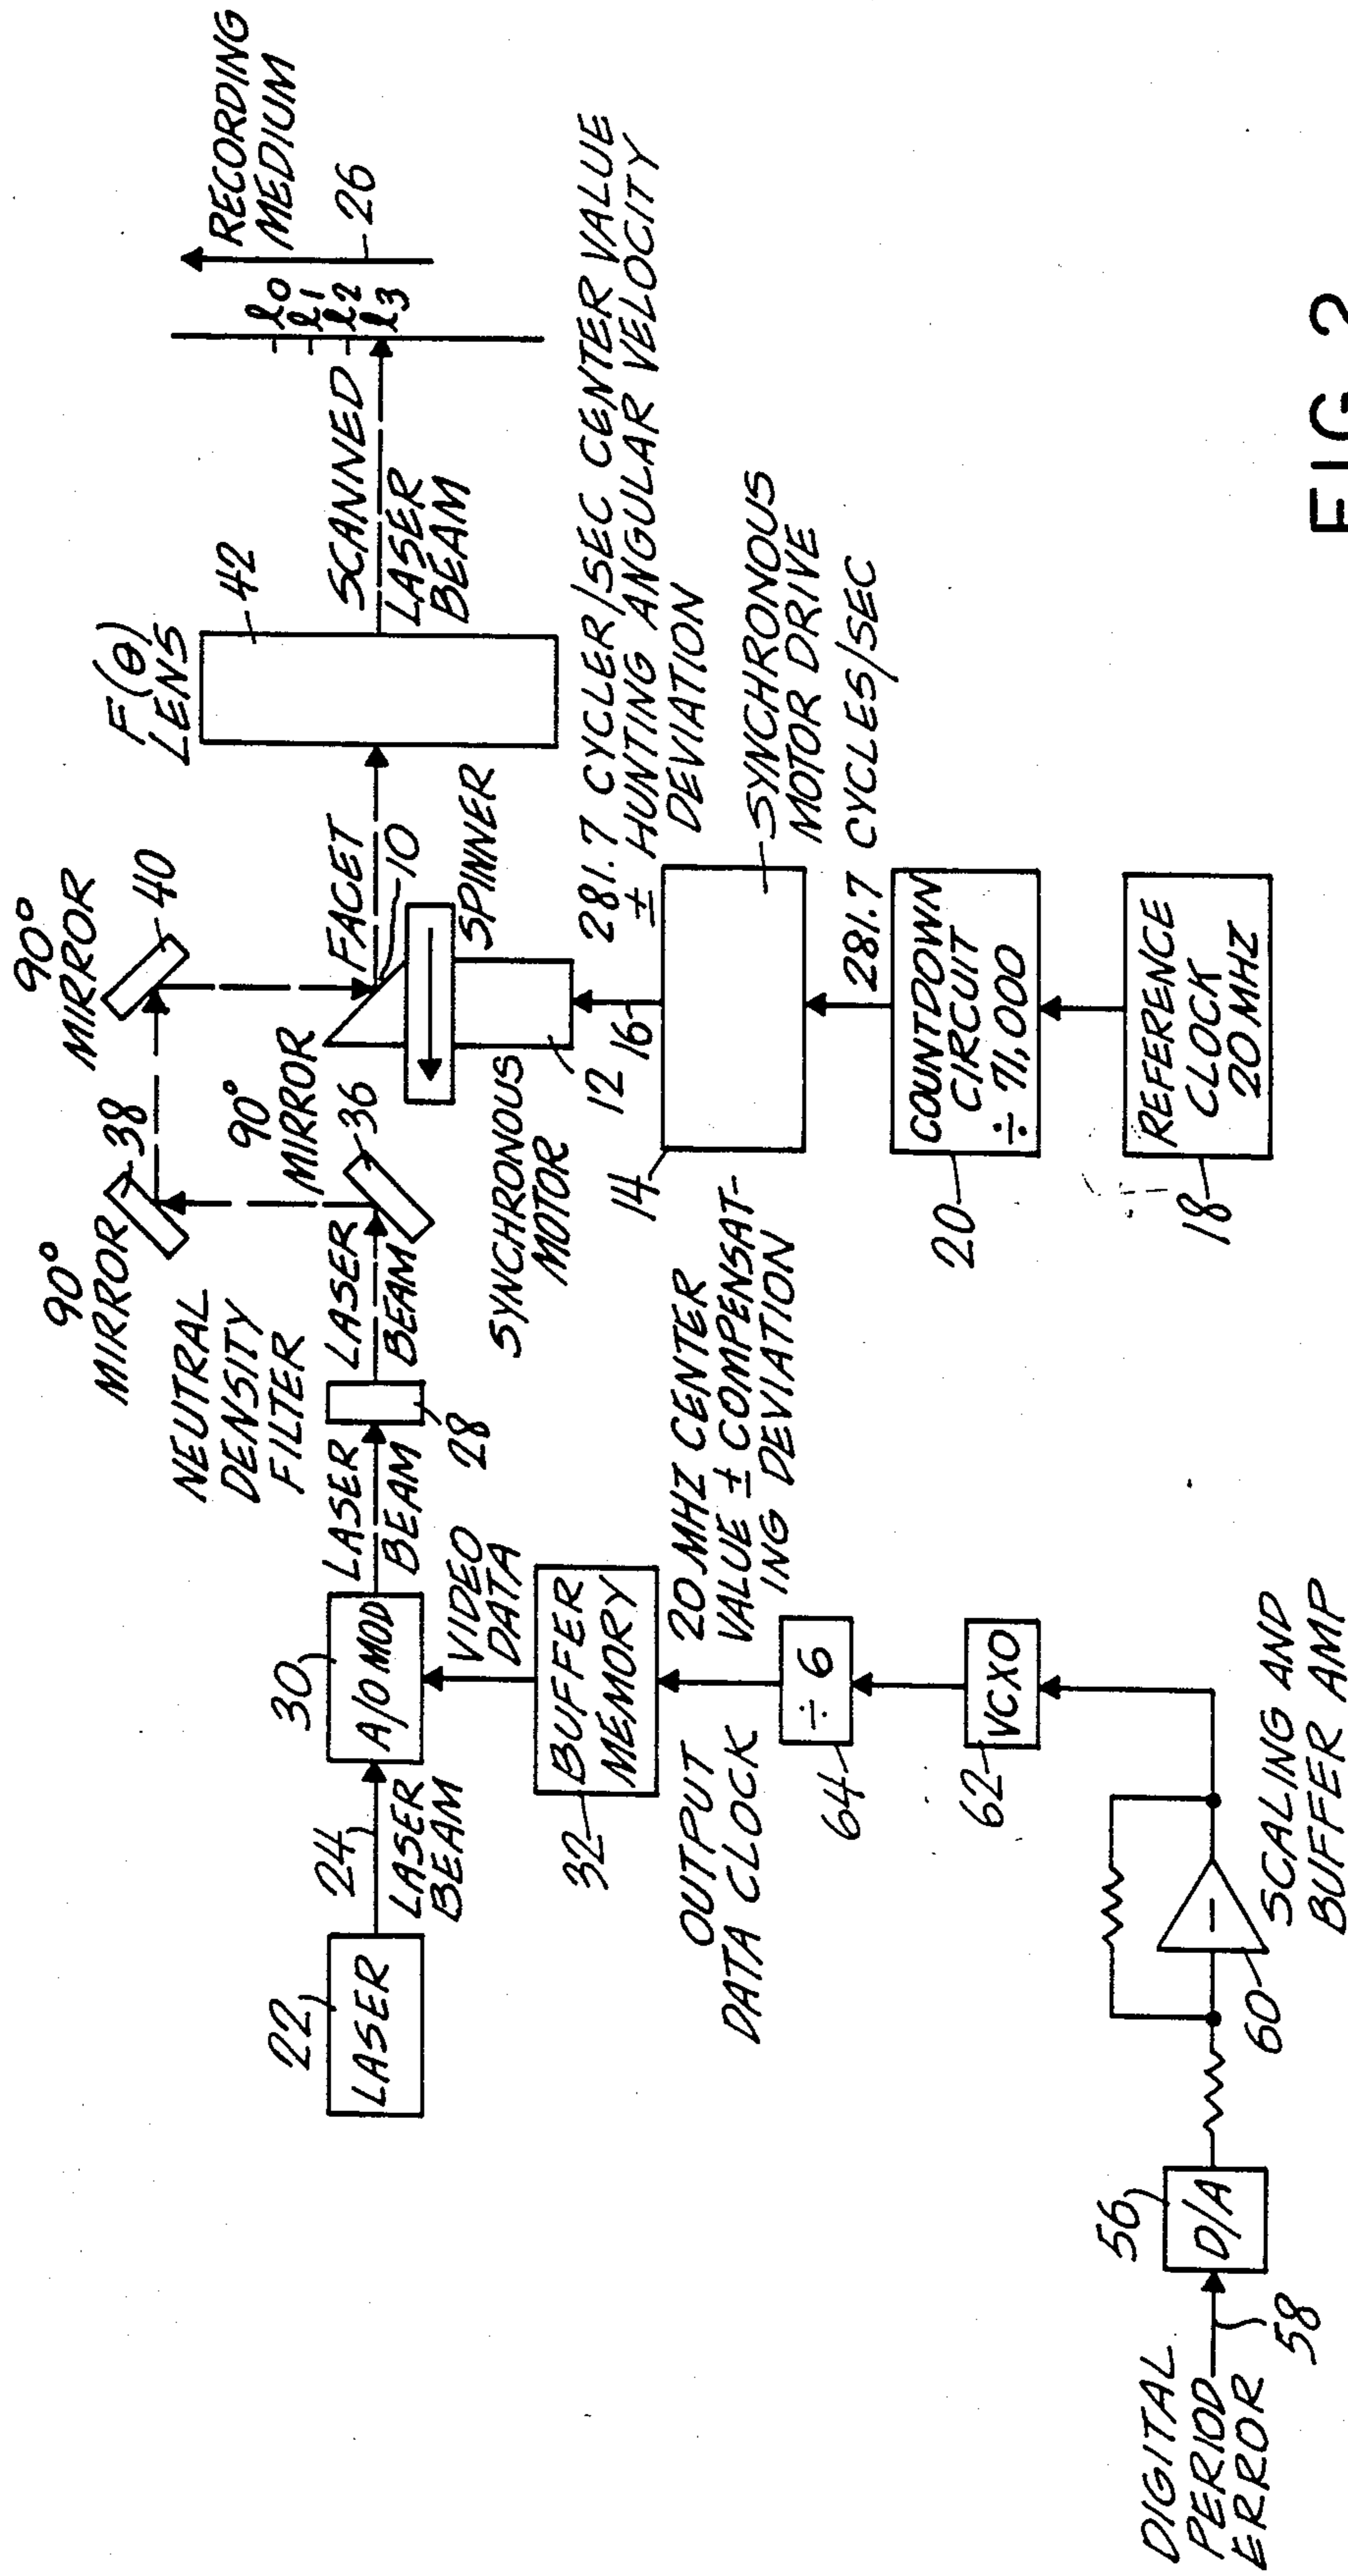 90°
MIRROR
38
90°
MIRROR
40
NEUTRAL
DENSITY
FILTER
90°
MIRROR
36
F(θ)
LENS
42
RECORDING
MEDIUM
26
l0
l1
l2
l3
22
LASER
24
LASER
BEAM
30
A/O MOD
LASER
BEAM
28
LASER
BEAM
FACET
10
SPINNER
SCANNED
LASER
BEAM
VIDEO
DATA
SYNCHRONOUS
MOTOR
12
16
281.7 CYCLER/SEC CENTER VALUE
± HUNTING ANGULAR VELOCITY
DEVIATION
32
BUFFER
MEMORY
14
SYNCHRONOUS
MOTOR DRIVE
OUTPUT
DATA CLOCK
20 MHZ CENTER
VALUE ± COMPENSAT-
ING DEVIATION
64
÷ 6
281.7 CYCLES/SEC
20
COUNTDOWN
CIRCUIT
÷ 71,000
62
VCXO
18
REFERENCE
CLOCK
20 MHZ
DIGITAL
PERIOD
ERROR
58
56
D/A
60
SCALING AND
BUFFER AMP
FIG. 2